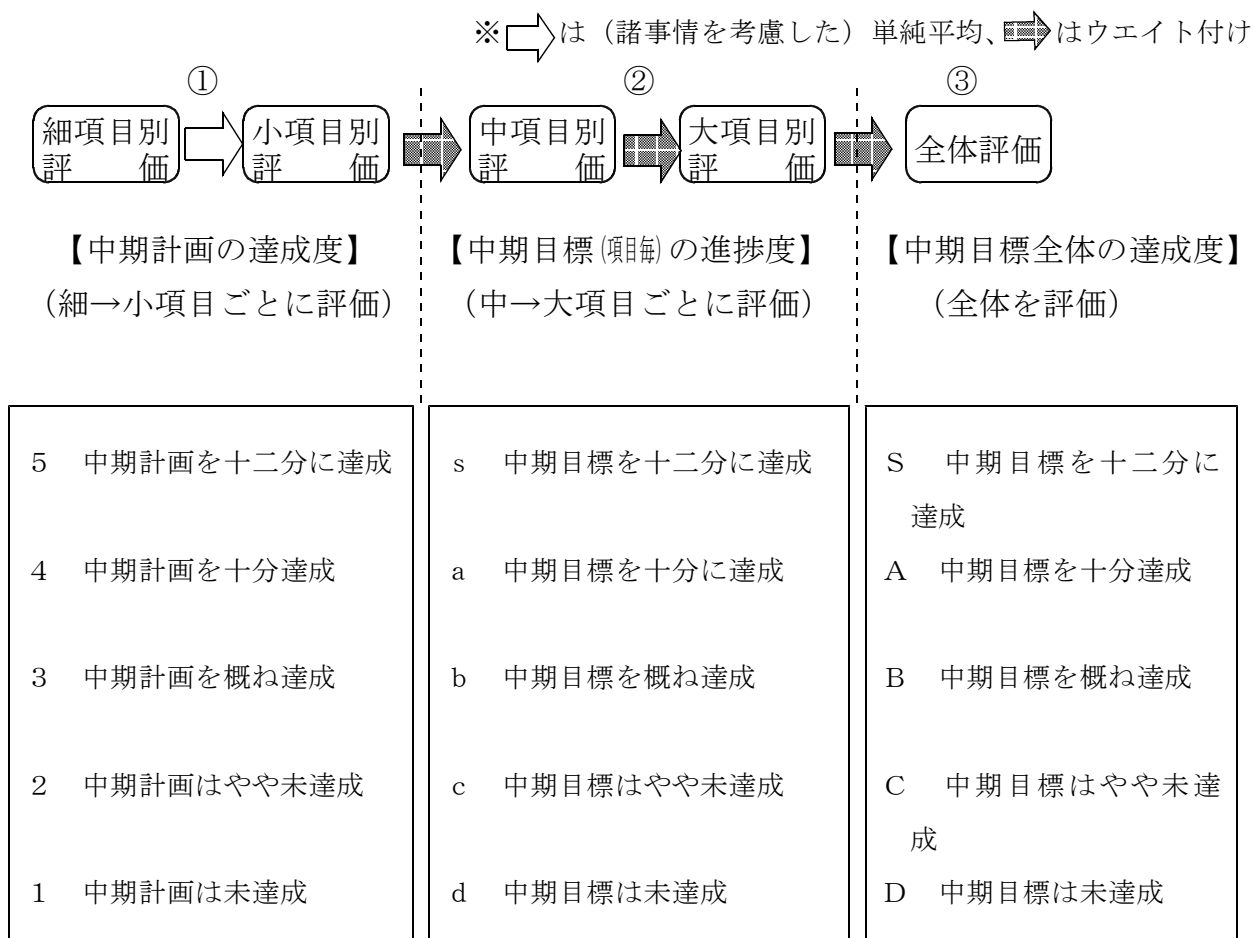 ※ は（諸事情を考慮した）単純平均、 はウエイト付け
① ② ③
細項目別
評 価
小項目別
評 価
中項目別
評 価
大項目別
評 価
全体評価
【中期計画の達成度】
（細→小項目ごとに評価）
【中期目標(項目毎)の進捗度】
（中→大項目ごとに評価）
【中期目標全体の達成度】
（全体を評価）
５ 中期計画を十二分に達成
４ 中期計画を十分達成
３ 中期計画を概ね達成
２ 中期計画はやや未達成
１ 中期計画は未達成
ｓ 中期目標を十二分に達成
ａ 中期目標を十分に達成
ｂ 中期目標を概ね達成
ｃ 中期目標はやや未達成
ｄ 中期目標は未達成
Ｓ 中期目標を十二分に
達成
Ａ 中期目標を十分達成
Ｂ 中期目標を概ね達成
Ｃ 中期目標はやや未達
成
Ｄ 中期目標は未達成